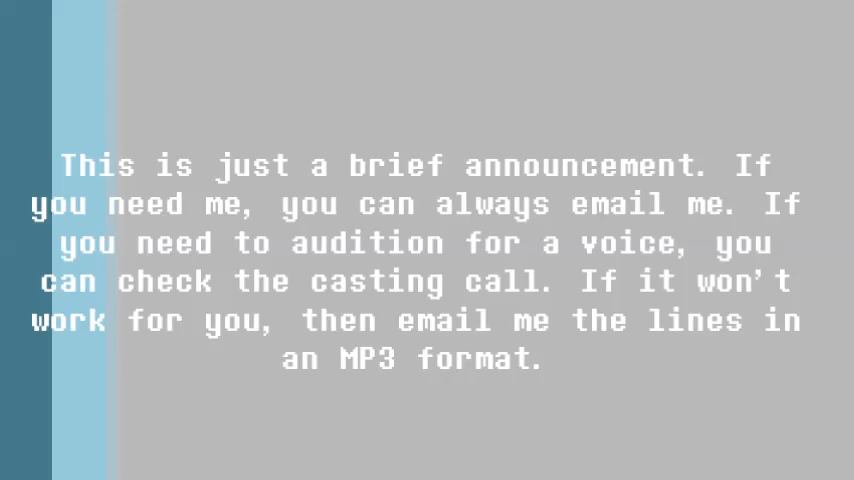 This is just a brief announcement. If
you need me, you can always email me. If
you need to audition for a voice, you
can check the casting call. If it won't
work for you, then email me the lines in
an MP3 format.